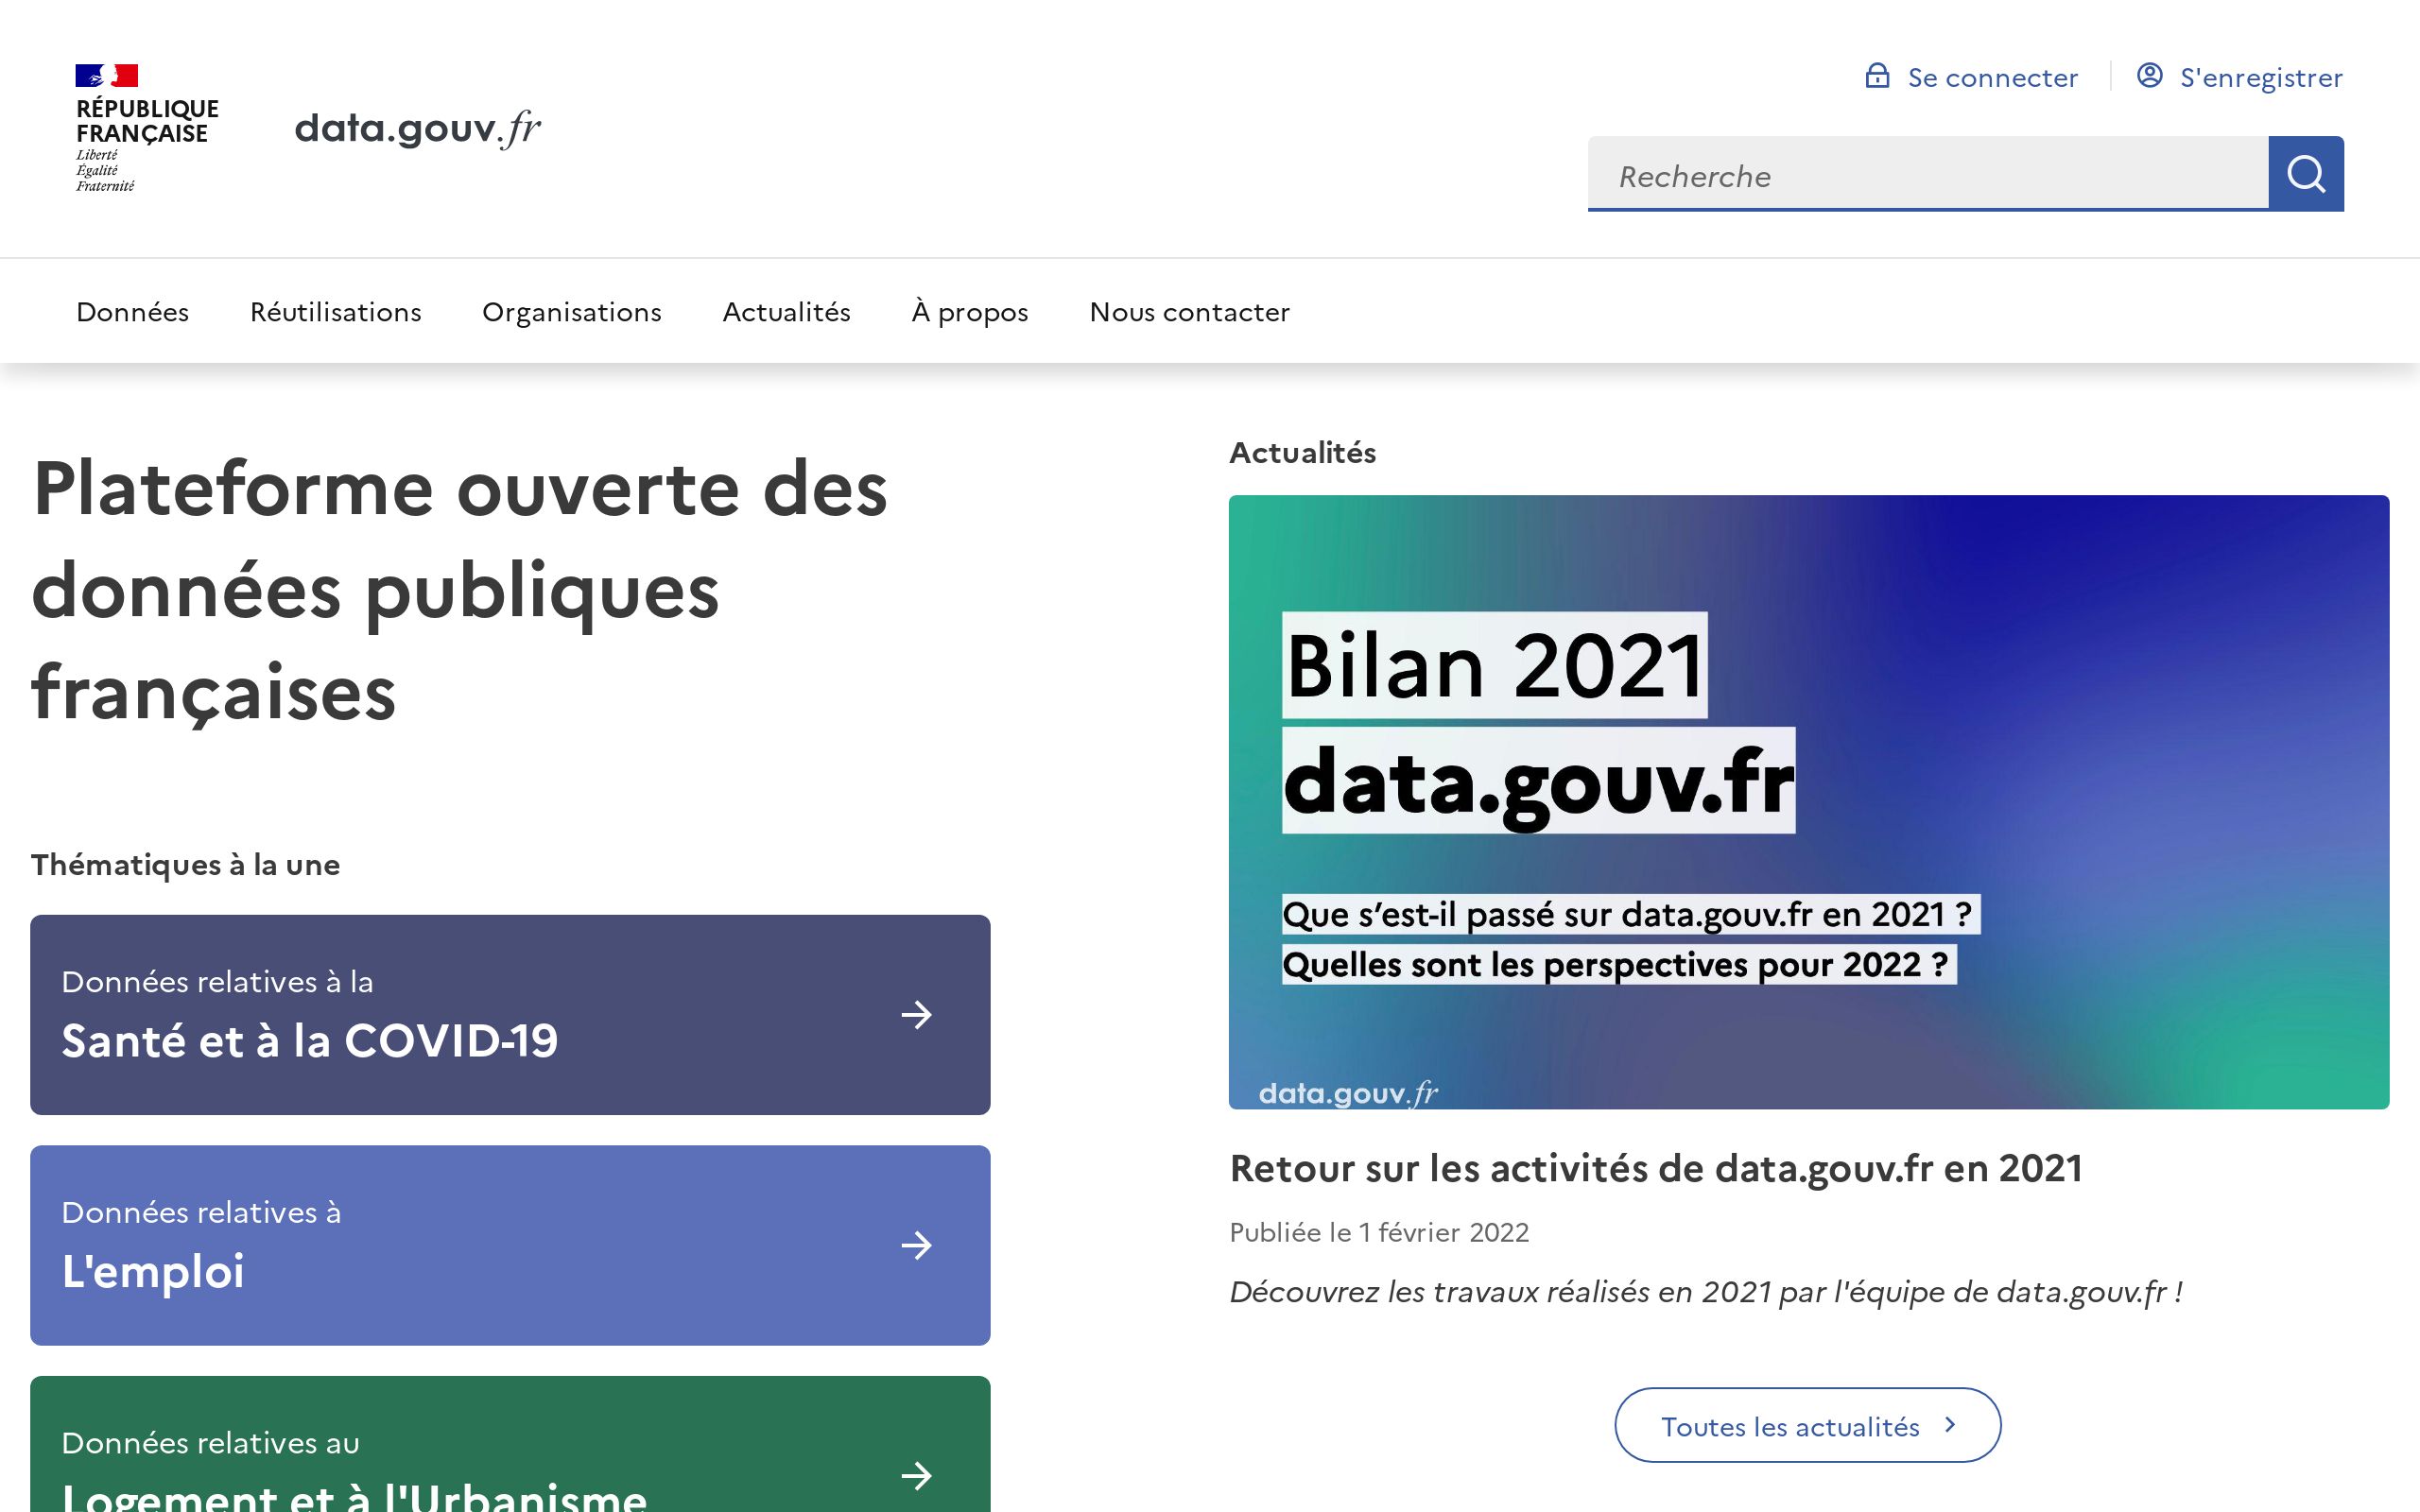 RÉPUBLIQUE
FRANÇAISE
Liberté
Égalité
Fraternité
data.gouv.fr
Se connecter
S'enregistrer
Recherche
Données
Réutilisations
Organisations
Actualités
À propos
Nous contacter
Plateforme ouverte des
données publiques
françaises
Thématiques à la une
Données relatives à la
Santé et à la COVID-19
Données relatives à
L'emploi
Données relatives au
Logement et à l'Urbanisme
Actualités
Bilan 2021
data.gouv.fr
Que s’est-il passé sur data.gouv.fr en 2021 ?
Quelles sont les perspectives pour 2022 ?
data.gouv.fr
Retour sur les activités de data.gouv.fr en 2021
Publiée le 1 février 2022
Découvrez les travaux réalisés en 2021 par l'équipe de data.gouv.fr !
Toutes les actualités